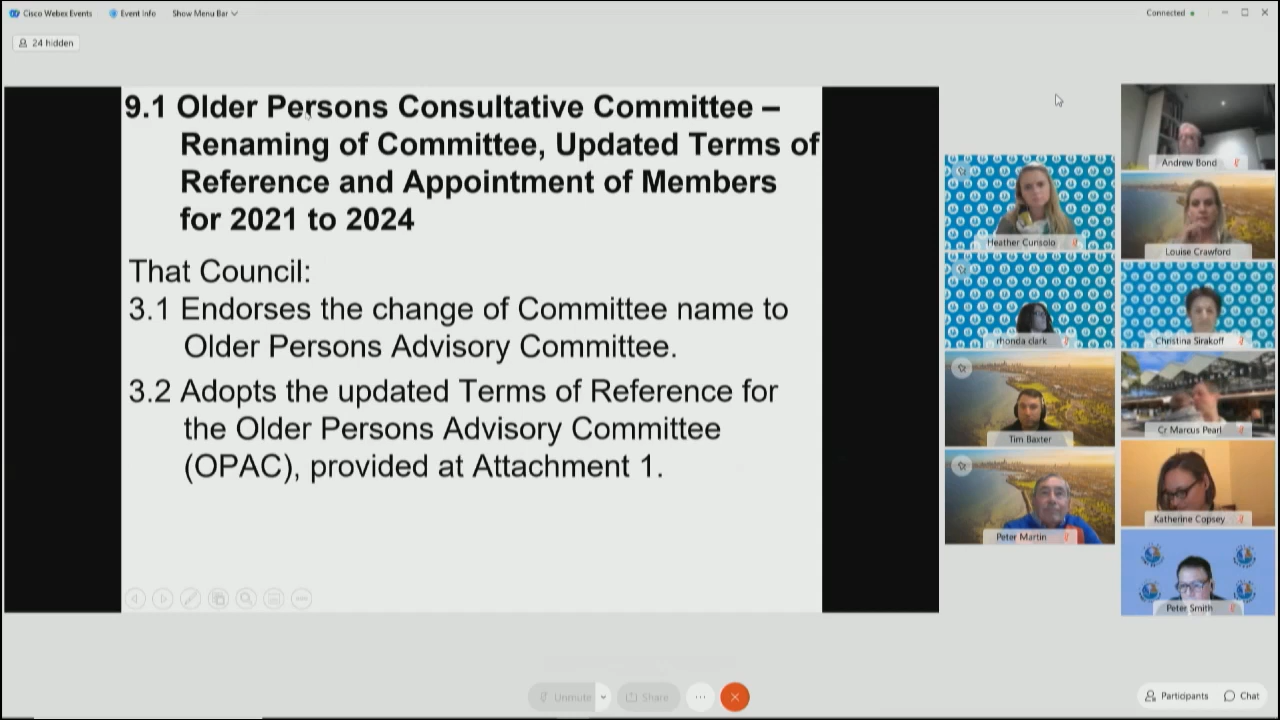 Cisco Webex Events
Event Info
Show Menu Bar
Connected
24 hidden
9.1 Older Persons Consultative Committee –
Renaming of Committee, Updated Terms of
Reference and Appointment of Members
for 2021 to 2024
That Council:
3.1 Endorses the change of Committee name to
Older Persons Advisory Committee.
3.2 Adopts the updated Terms of Reference for
the Older Persons Advisory Committee
(OPAC), provided at Attachment 1.
Heather Cunsolo
rhonda clark
Tim Baxter
Peter Martin
Andrew Bond
Louise Crawford
Christina Sirakoff
Cr Marcus Pearl
Katherine Copsey
Peter Smith
Unmute
Share
Participants
Chat